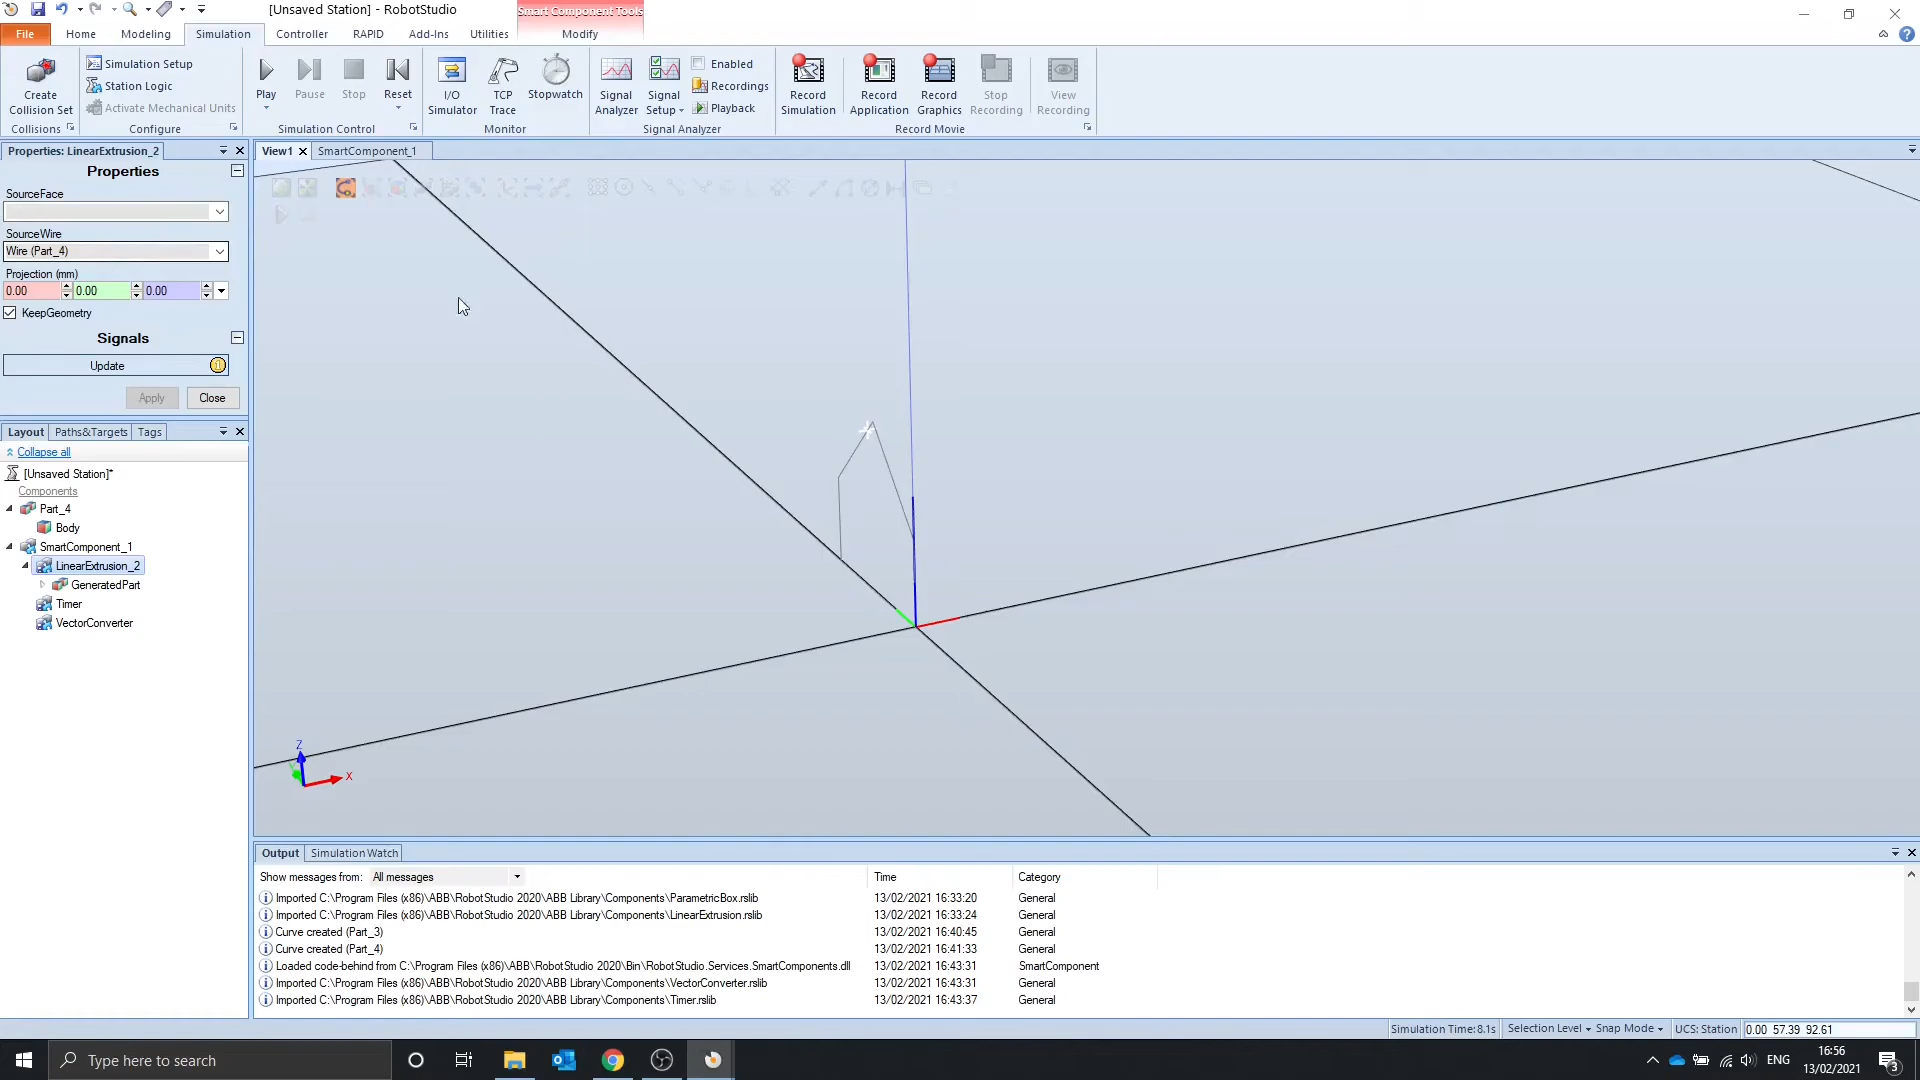 [Unsaved Station] - RobotStudio
Smart Component Tools
File
Home
Modeling
Simulation
Controller
RAPID
Add-Ins
Utilities
Modify
Create
Collision Set
Collisions
Simulation Setup
Station Logic
Activate Mechanical Units
Configure
Play
Pause
Stop
Reset
Simulation Control
I/O
Simulator
TCP
Trace
Stopwatch
Monitor
Signal
Analyzer
Signal
Setup
Enabled
Recordings
Playback
Signal Analyzer
Record
Simulation
Record
Application
Record
Graphics
Stop
Recording
Record Movie
View
Recording
Properties: LinearExtrusion_2
Properties
SourceFace
SourceWire
Wire (Part_4)
Projection (mm)
0.00
0.00
0.00
KeepGeometry
Signals
Update
Apply
Close
Layout
Paths&Targets
Tags
Collapse all
[Unsaved Station]*
Components
Part_4
Body
SmartComponent_1
LinearExtrusion_2
GeneratedPart
Timer
VectorConverter
View1
SmartComponent_1
Z
X
Output
Simulation Watch
Show messages from: All messages
Time
Category
Imported C:\Program Files (x86)\ABB\RobotStudio 2020\ABB Library\Components\ParametricBox.rslib 13/02/2021 16:33:20 General
Imported C:\Program Files (x86)\ABB\RobotStudio 2020\ABB Library\Components\LinearExtrusion.rslib 13/02/2021 16:33:24 General
Curve created (Part_3) 13/02/2021 16:40:45 General
Curve created (Part_4) 13/02/2021 16:41:33 General
Loaded code-behind from C:\Program Files (x86)\ABB\RobotStudio 2020\Bin\RobotStudio.Services.SmartComponents.dll 13/02/2021 16:43:31 SmartComponent
Imported C:\Program Files (x86)\ABB\RobotStudio 2020\ABB Library\Components\VectorConverter.rslib 13/02/2021 16:43:31 General
Imported C:\Program Files (x86)\ABB\RobotStudio 2020\ABB Library\Components\Timer.rslib 13/02/2021 16:43:37 General
Simulation Time: 8.1s
Selection Level
Snap Mode
UCS: Station
0.00 57.39 92.61
Type here to search
ENG
16:56
13/02/2021
3